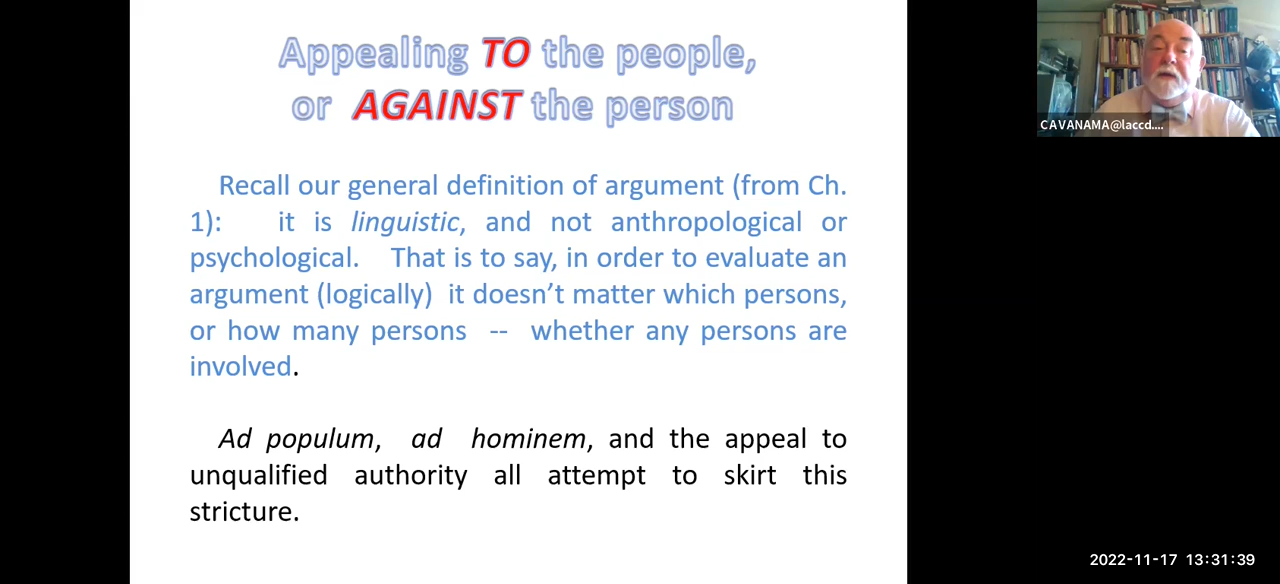 Appealing TO the people,
or AGAINST the person
CAVANAMA@laccd....
Recall our general definition of argument (from Ch.
1): it is linguistic, and not anthropological or
psychological. That is to say, in order to evaluate an
argument (logically) it doesn’t matter which persons,
or how many persons -- whether any persons are
involved.
Ad populum, ad hominem, and the appeal to
unqualified authority all attempt to skirt this
stricture.
2022-11-17 13:31:39